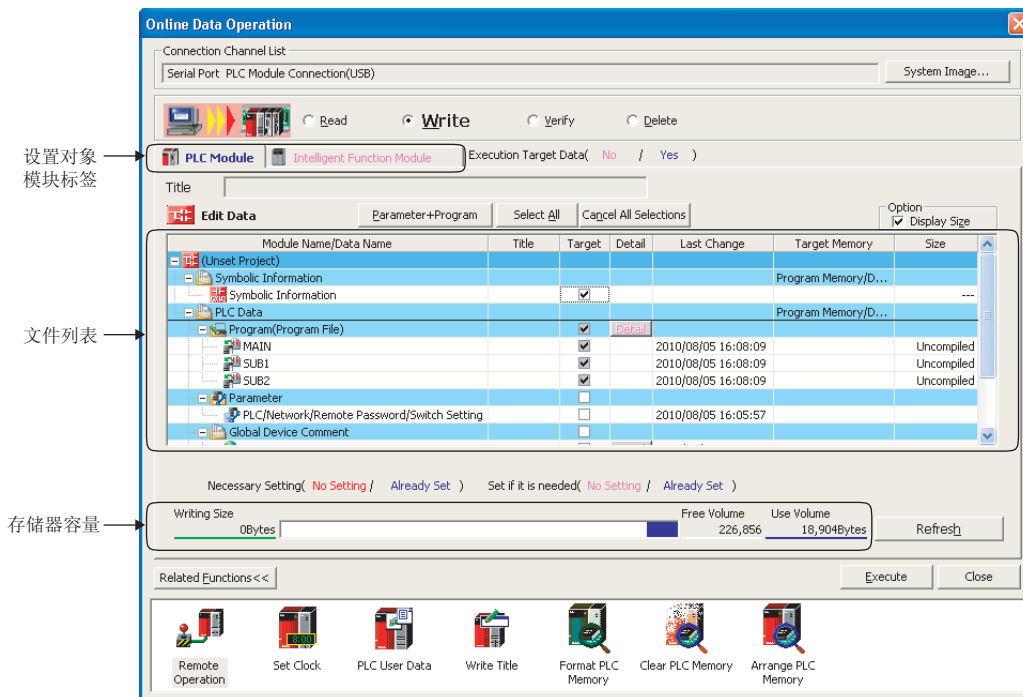 Online Data Operation
Connection Channel List
Serial Port PLC Module Connection(USB)
System Image...
Read
Write
Verify
Delete
设置对象
模块标签
PLC Module
Intelligent Function Module
Execution Target Data( No / Yes )
Title
Edit Data
Parameter+Program
Select All
Cancel All Selections
Option
Display Size
Module Name/Data Name Title Target Detail Last Change Target Memory Size
(Unset Project)
Symbolic Information Program Memory/D...
Symbolic Information ---
PLC Data Program Memory/D...
文件列表
Program(Program File) Detail
MAIN 2010/08/05 16:08:09 Uncompiled
SUB1 2010/08/05 16:08:09 Uncompiled
SUB2 2010/08/05 16:08:09 Uncompiled
Parameter
PLC/Network/Remote Password/Switch Setting 2010/08/05 16:05:57
Global Device Comment
Necessary Setting( No Setting / Already Set ) Set if it is needed( No Setting / Already Set )
存储器容量
Writing Size Free Volume Use Volume
0Bytes 226,856 18,904Bytes
Refresh
Related Functions<<
Execute
Close
Remote
Operation
Set Clock
PLC User Data
Write Title
Format PLC
Memory
Clear PLC Memory
Arrange PLC
Memory